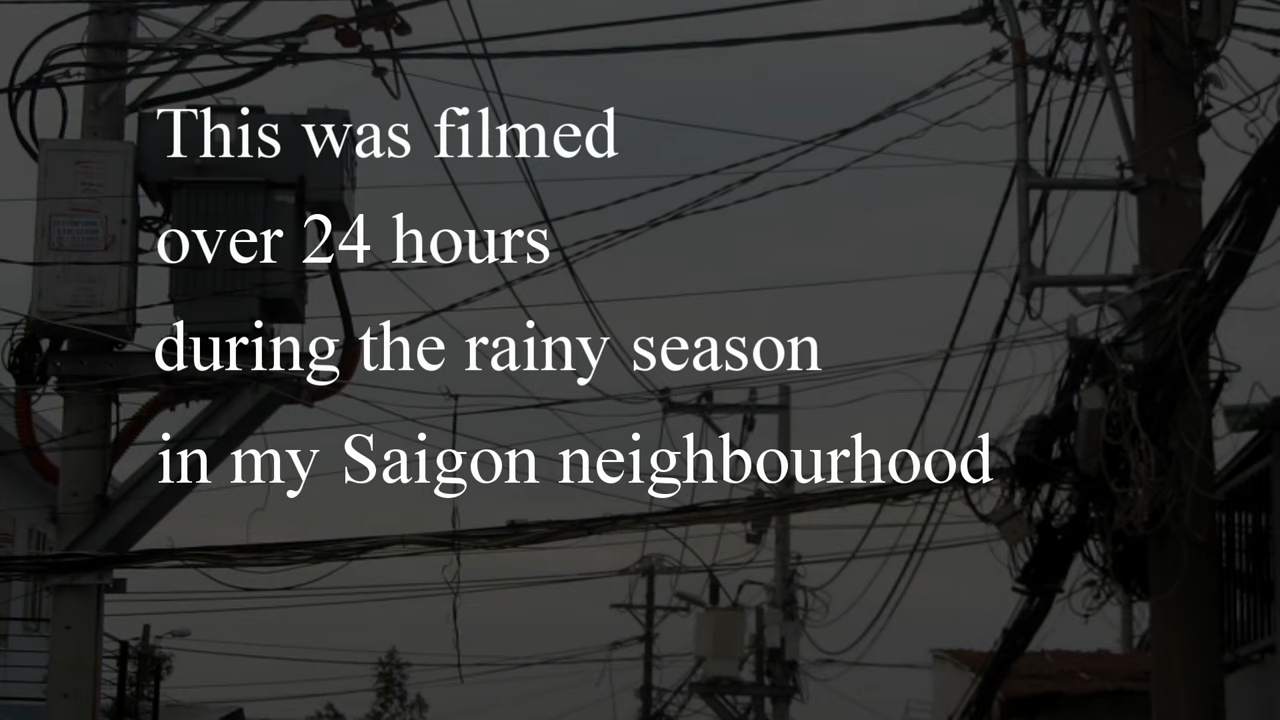 This was filmed
over 24 hours
during the rainy season
in my Saigon neighbourhood